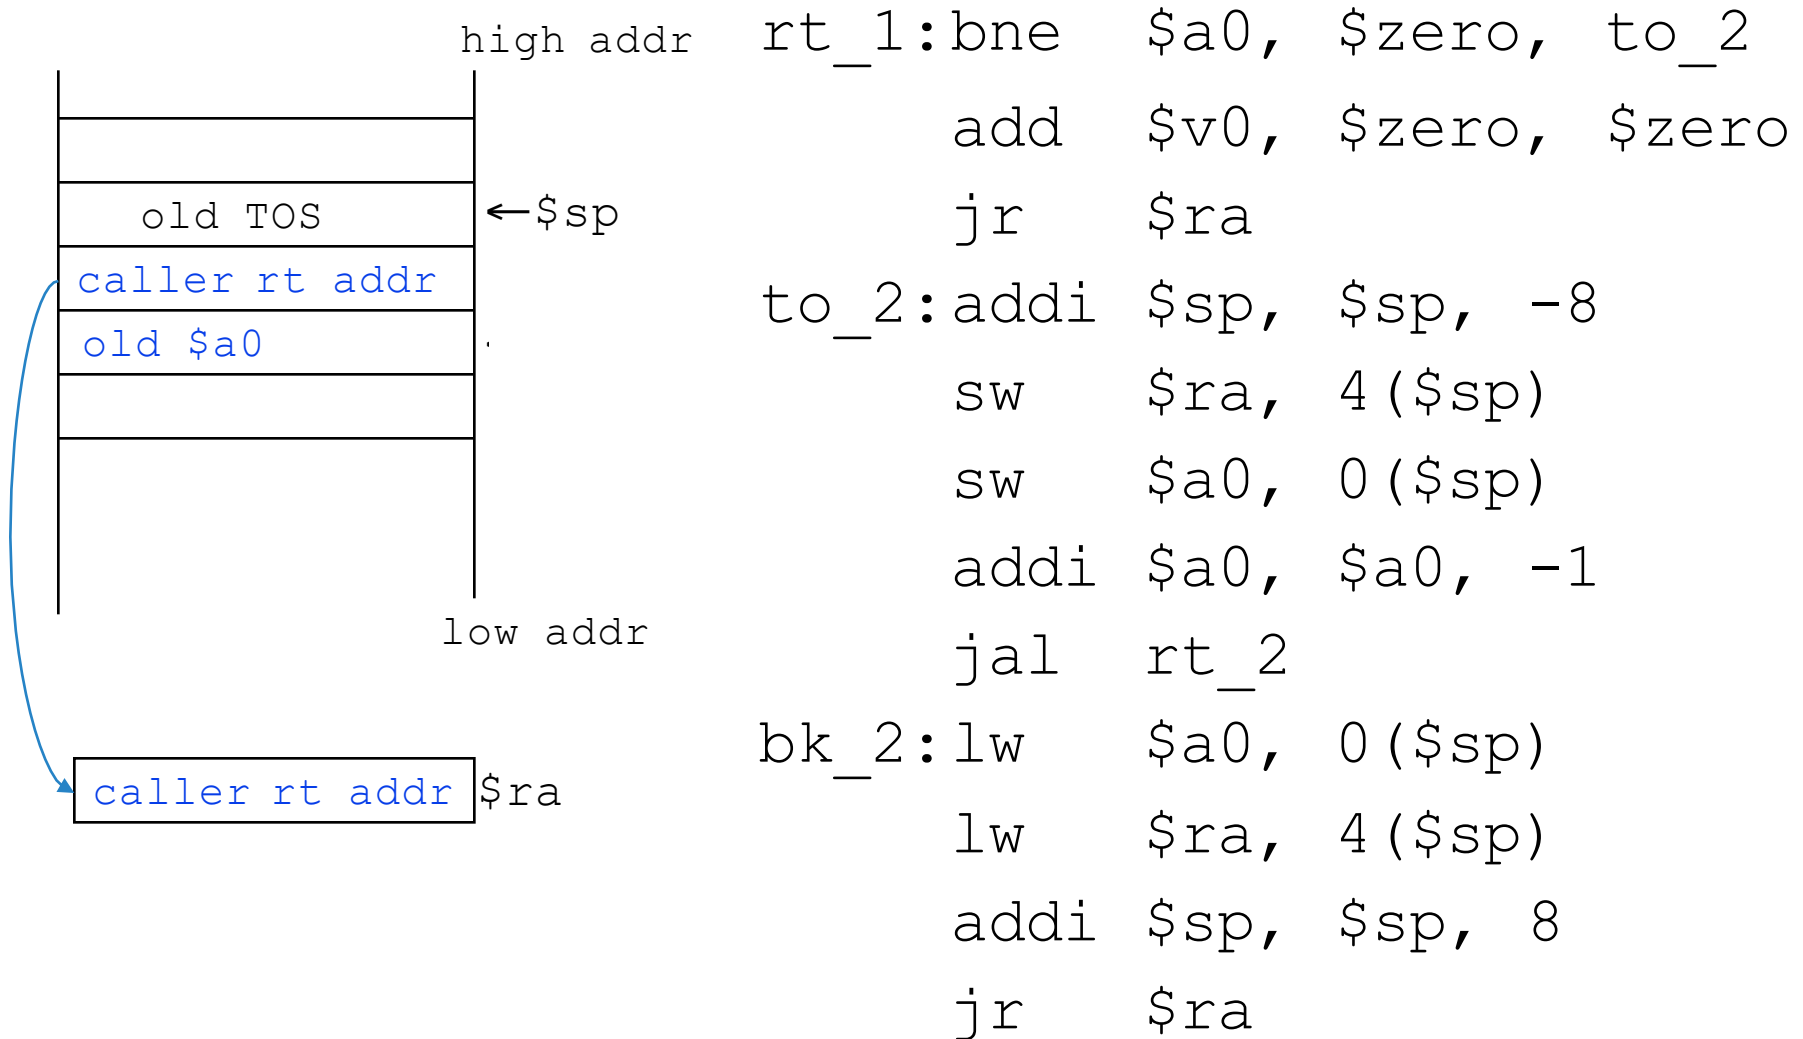 high addr
old TOS
←$sp
caller rt addr
old $a0
low addr
caller rt addr
$ra
rt_1:bne $a0, $zero, to_2
add $v0, $zero, $zero
jr $ra
to_2:addi $sp, $sp, -8
sw $ra, 4($sp)
sw $a0, 0($sp)
addi $a0, $a0, -1
jal rt_2
bk_2:lw $a0, 0($sp)
lw $ra, 4($sp)
addi $sp, $sp, 8
jr $ra